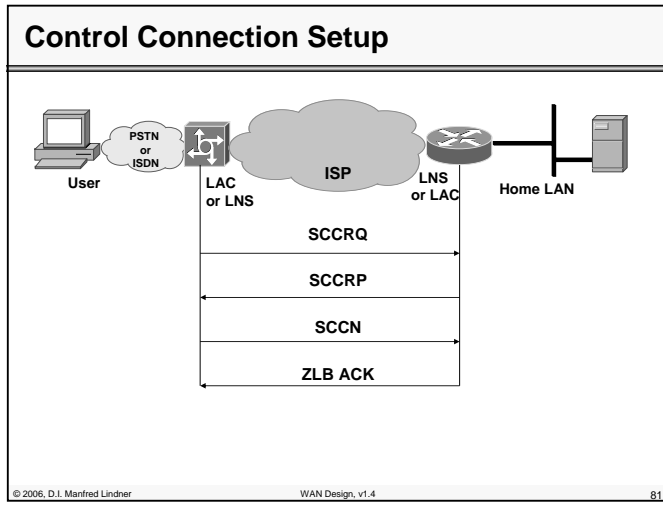 Control Connection Setup
PSTN
or
ISDN
User
LAC
or LNS
ISP
LNS
or LAC
Home LAN
SCCRQ
SCCRP
SCCN
ZLB ACK
© 2006, D.I. Manfred Lindner
WAN Design, v1.4
81